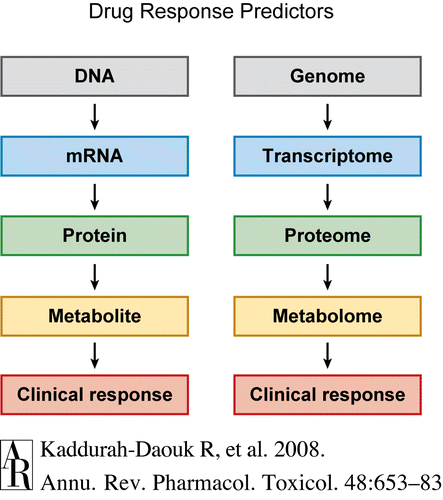 Drug Response Predictors
DNA
Genome
mRNA
Transcriptome
Protein
Proteome
Metabolite
Metabolome
Clinical response
Clinical response
AR
Kaddurah-Daouk R, et al. 2008.
Annu. Rev. Pharmacol. Toxicol. 48:653–83